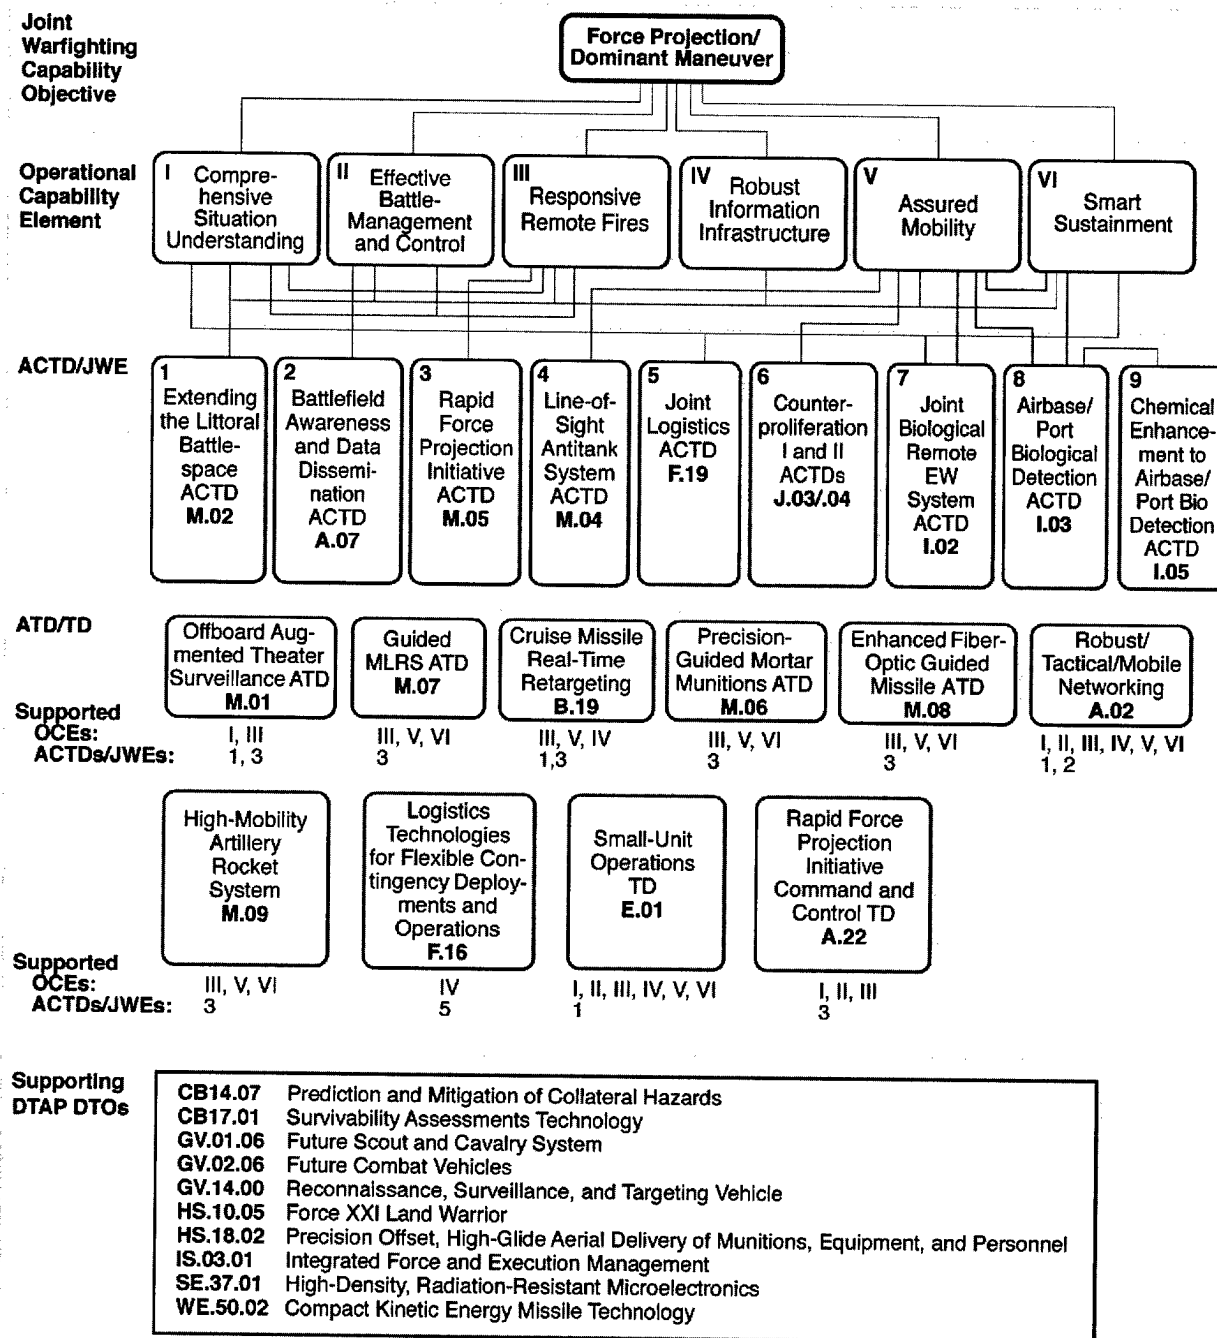 Joint
Warfighting
Capability
Objective
Force Projection/
Dominant Maneuver
Operational
Capability
Element
I Compre-
hensive
Situation
Understanding
II Effective
Battle-
Management
and Control
III Responsive
Remote Fires
IV Robust
Information
Infrastructure
V
Assured
Mobility
VI
Smart
Sustainment
ACTD/JWE
1
Extending
the Littoral
Battle-
space
ACTD
M.02
2
Battlefield
Awareness
and Data
Dissemi-
nation
ACTD
A.07
3
Rapid
Force
Projection
Initiative
ACTD
M.05
4
Line-of-
Sight
Antitank
System
ACTD
M.04
5
Joint
Logistics
ACTD
F.19
6
Counter-
proliferation
I and II
ACTDs
J.03/.04
7
Joint
Biological
Remote
EW
System
ACTD
I.02
8
Airbase/
Port
Biological
Detection
ACTD
I.03
9
Chemical
Enhance-
ment to
Airbase/
Port Bio
Detection
ACTD
I.05
ATD/TD
Offboard Aug-
mented Theater
Surveillance ATD
M.01
Guided
MLRS ATD
M.07
Cruise Missile
Real-Time
Retargeting
B.19
Precision-
Guided Mortar
Munitions ATD
M.06
Enhanced Fiber-
Optic Guided
Missile ATD
M.08
Robust/
Tactical/Mobile
Networking
A.02
Supported
OCEs: I, III III, V, VI III, V, IV III, V, VI III, V, VI I, II, III, IV, V, VI
ACTDs/JWEs: 1, 3 3 1,3 3 3 1, 2
High-Mobility
Artillery
Rocket
System
M.09
Logistics
Technologies
for Flexible Con-
tingency Deploy-
ments and
Operations
F.16
Small-Unit
Operations
TD
E.01
Rapid Force
Projection
Initiative
Command and
Control TD
A.22
Supported
OCEs: III, V, VI IV I, II, III, IV, V, VI I, II, III
ACTDs/JWEs: 3 5 1 3
Supporting
DTAP DTOs
CB14.07 Prediction and Mitigation of Collateral Hazards
CB17.01 Survivability Assessments Technology
GV.01.06 Future Scout and Cavalry System
GV.02.06 Future Combat Vehicles
GV.14.00 Reconnaissance, Surveillance, and Targeting Vehicle
HS.10.05 Force XXI Land Warrior
HS.18.02 Precision Offset, High-Glide Aerial Delivery of Munitions, Equipment, and Personnel
IS.03.01 Integrated Force and Execution Management
SE.37.01 High-Density, Radiation-Resistant Microelectronics
WE.50.02 Compact Kinetic Energy Missile Technology